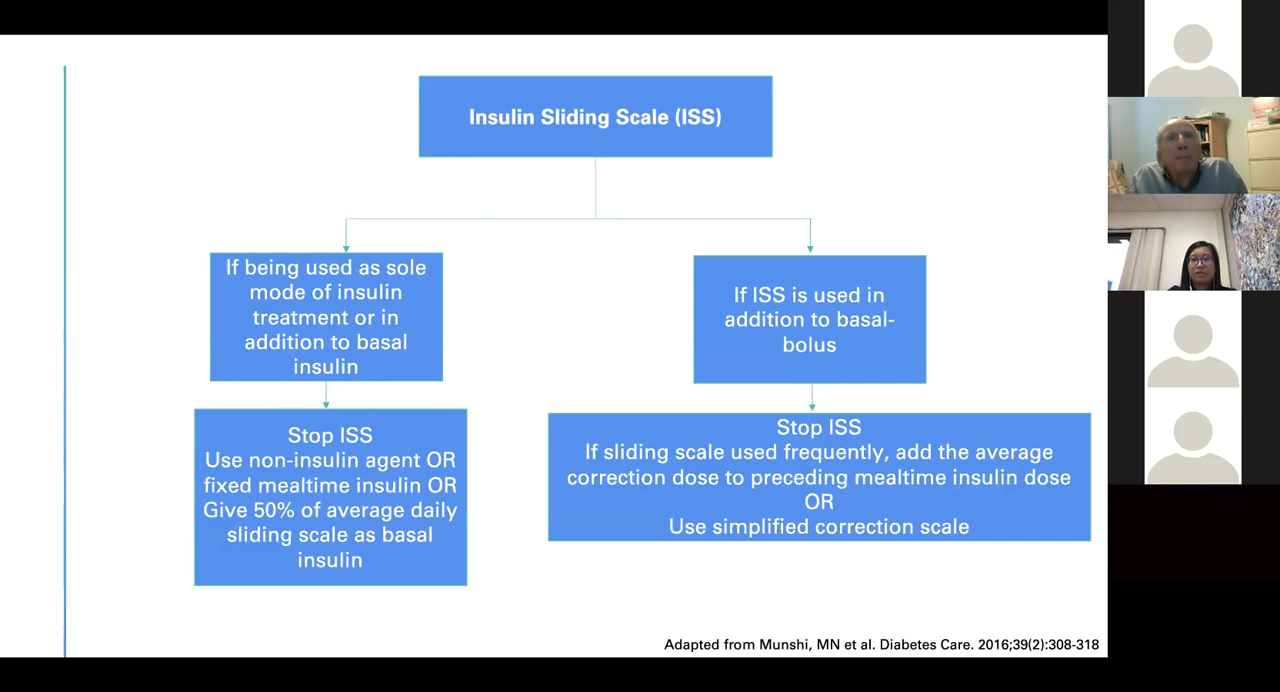 Insulin Sliding Scale (ISS)
If being used as sole
mode of insulin
treatment or in
addition to basal
insulin
If ISS is used in
addition to basal-
bolus
Stop ISS
Use non-insulin agent OR
fixed mealtime insulin OR
Give 50% of average daily
sliding scale as basal
insulin
Stop ISS
If sliding scale used frequently, add the average
correction dose to preceding mealtime insulin dose
OR
Use simplified correction scale
Adapted from Munshi, MN et al. Diabetes Care. 2016;39(2):308-318